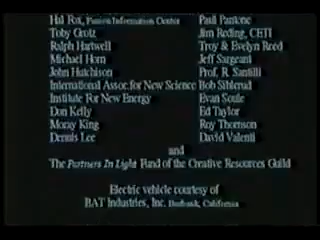 Hal Fox, Fusion Information Center Paul Pantone
Toby Grotz Jim Reding, CETI
Ralph Hartwell Troy & Evelyn Reed
Michael Horn Jeff Sargeant
John Hutchison Prof. R. Santilli
International Assoc. for New Science Bob Siblerud
Institute For New Energy Evan Soule
Don Kelly Ed Taylor
Moray King Roy Thomson
Dennis Lee David Valenti
and
The Partners In Light Fund of the Creative Resources Guild
Electric vehicle courtesy of
BAT Industries, Inc. Burbank, California